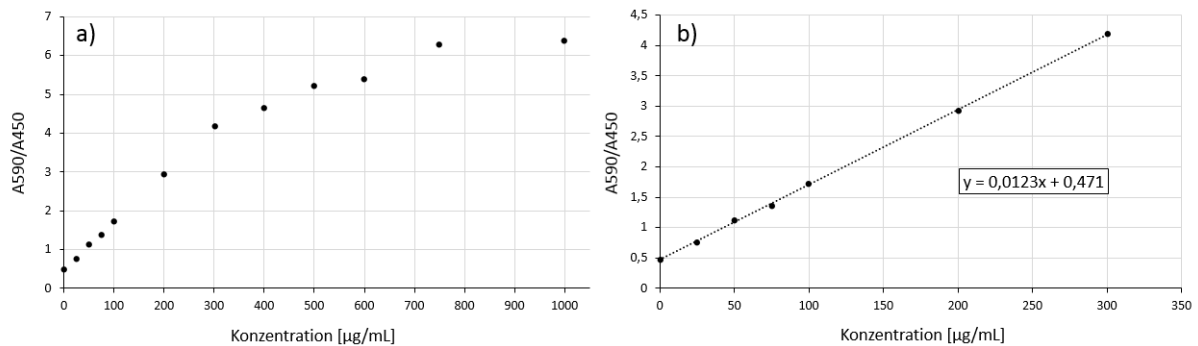 a)
A590/A450
7
6
5
4
3
2
1
0
0 100 200 300 400 500 600 700 800 900 1000
Konzentration [µg/mL]
b)
A590/A450
4,5
4
3,5
3
2,5
2
1,5
1
0,5
0
y = 0,0123x + 0,471
0 50 100 150 200 250 300 350
Konzentration [µg/mL]